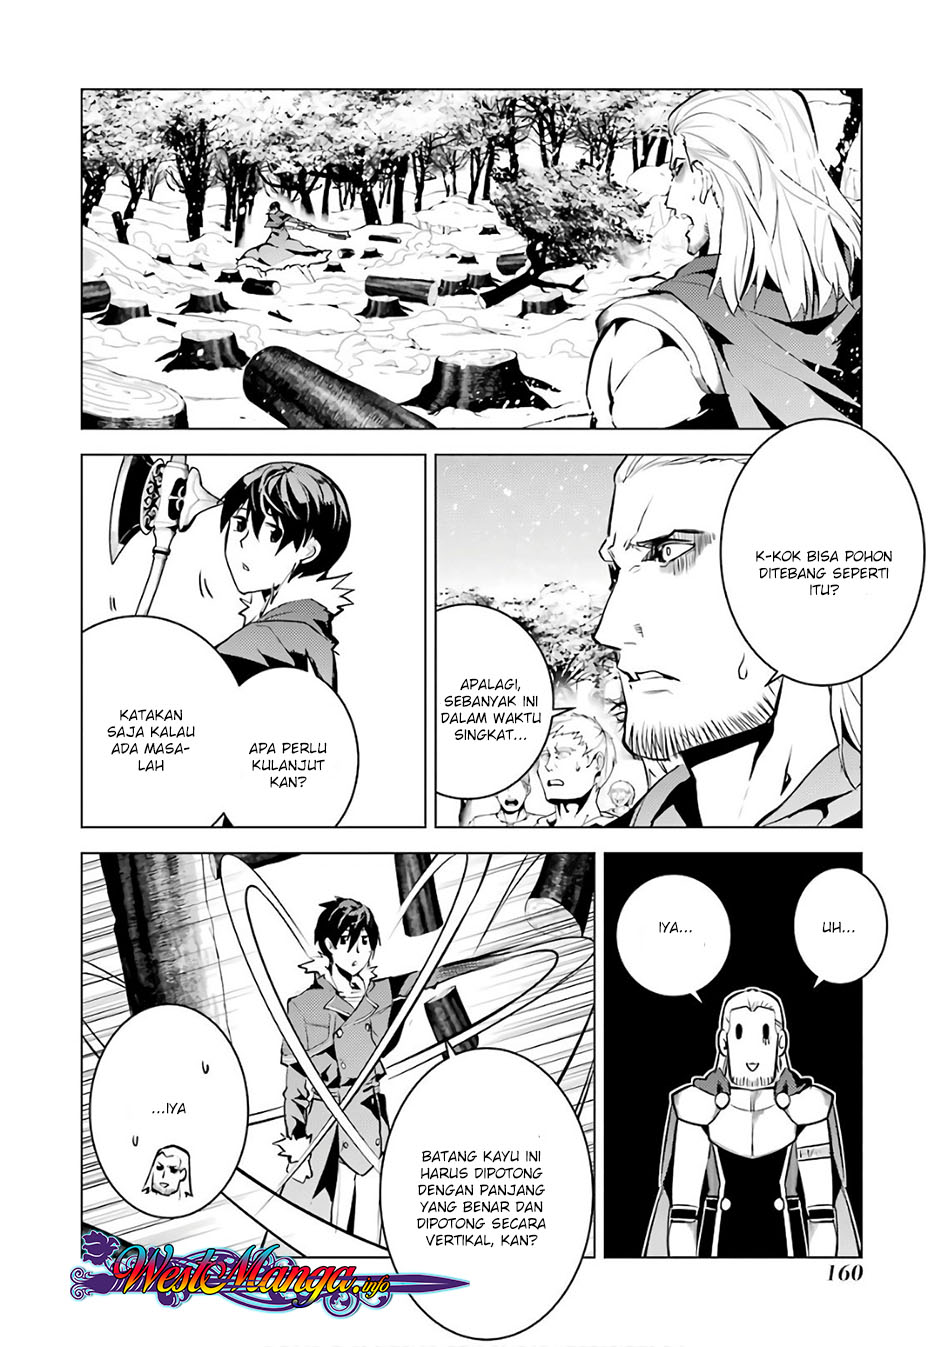 K-KOK BISA POHON
DITEBANG SEPERTI
ITU?
APALAGI,
SEBANYAK INI
DALAM WAKTU
SINGKAT...
APA PERLU
KULANJUT
KAN?
KATAKAN
SAJA KALAU
ADA MASA-
LAH
UH...
IYA...
BATANG KAYU INI
HARUS DIPOTONG
DENGAN PANJANG
YANG BENAR DAN
DIPOTONG SECARA
VERTIKAL, KAN?
...IYA
WestManga.info
160